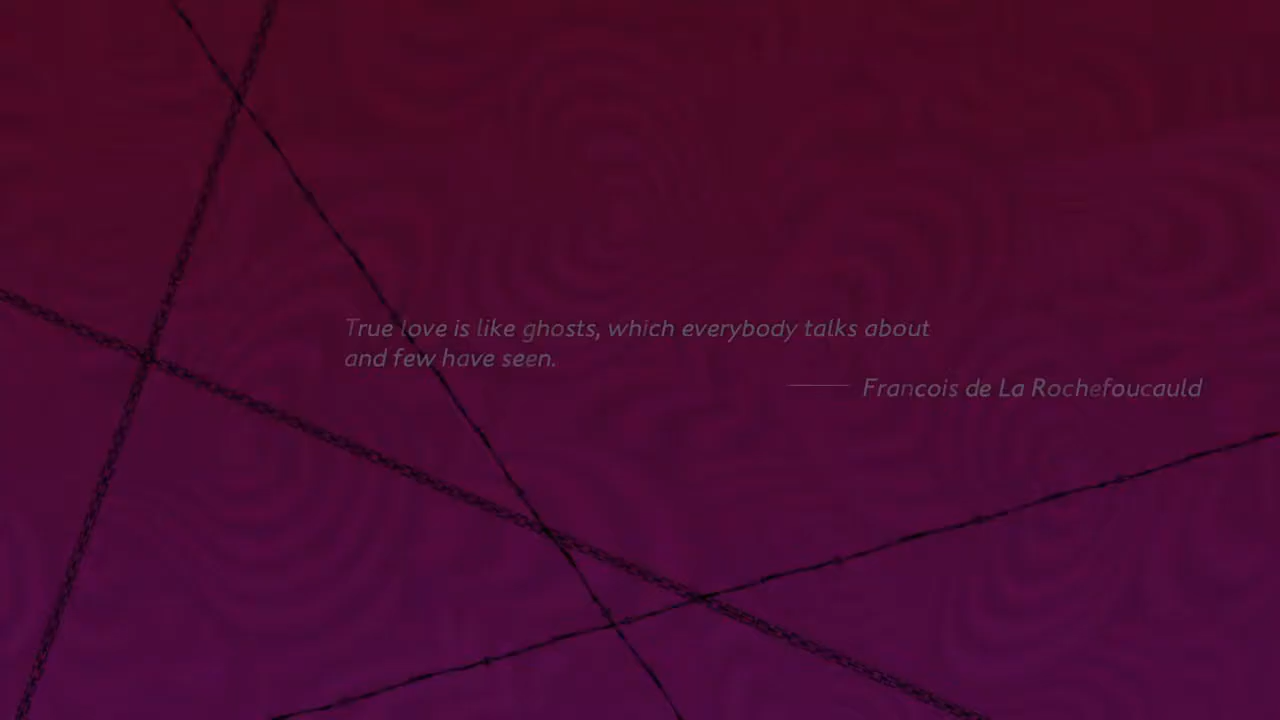 True love is like ghosts, which everybody talks about
and few have seen.
Francois de La Rochefoucauld